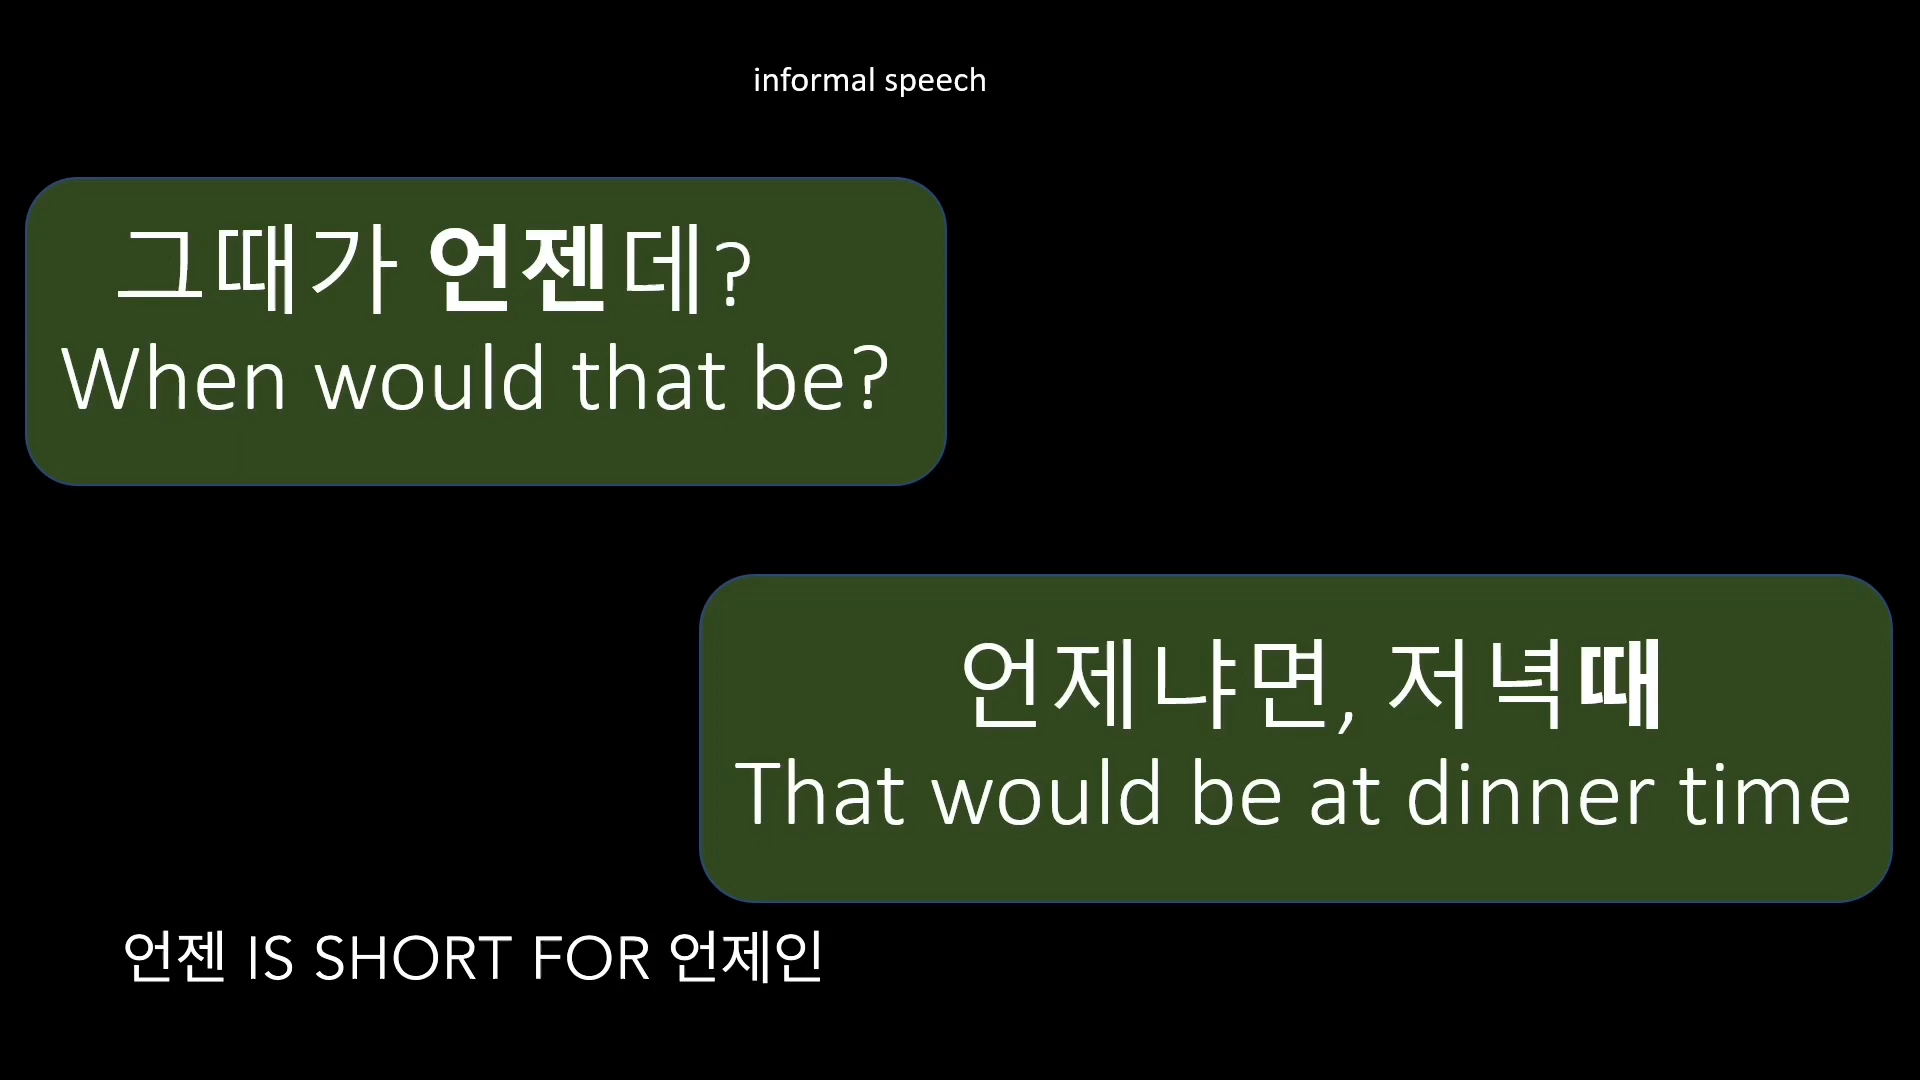 informal speech
그때가 언젠데?
When would that be?
언제냐면, 저녁때
That would be at dinner time
언젠 IS SHORT FOR 언제인